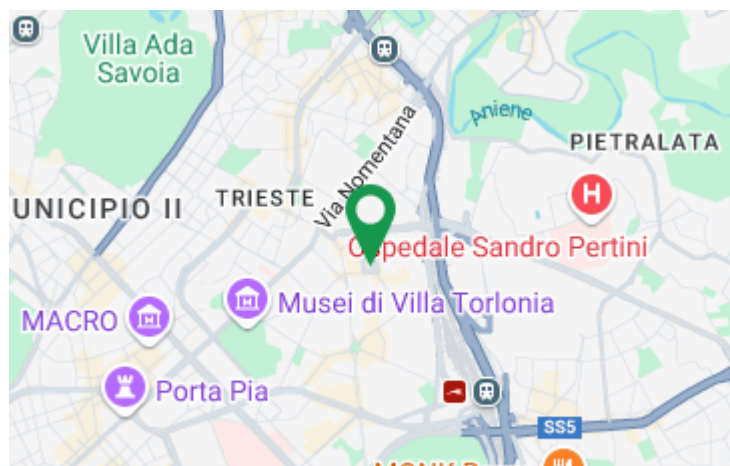 Villa Ada
Savoia
Aniene
PIETRALATA
Via Nomentana
TRIESTE
UNICIPIO II
H
Ospedale Sandro Pertini
Musei di Villa Torlonia
MACRO
Porta Pia
SS5
MONK